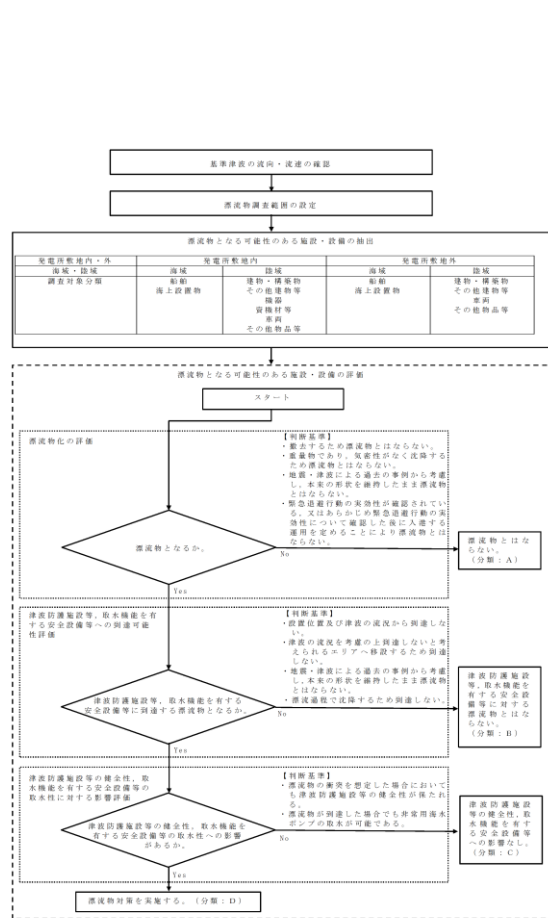 基準津波の流向・流速の確認
漂流物調査範囲の設定
漂流物となる可能性のある施設・設備の抽出
発電所敷地内・外 発電所敷地内 発電所敷地外
海域・陸域 海域 陸域 海域 陸域
調査対象分類 船舶 建物・構築物 船舶 建物・構築物
海上設置物 その他建物等 海上設置物 その他建物等
機器 車両
資機材等 その他物品等
車両
その他物品等
漂流物となる可能性のある施設・設備の評価
スタート
漂流物化の評価
【判断基準】
・撤去するため漂流物とはならない。
・重量物であり,気密性がなく沈降する
ため漂流物とはならない。
・地震・津波による過去の事例から考慮
し,本来の形状を維持したまま漂流物
とはならない。
・緊急退避行動の実効性が確認されてい
る,又はあらかじめ緊急退避行動の実
効性について確認した後に入港する
運用を定めることにより漂流物とは
ならない。
漂流物となるか。
No
漂流物とはな
らない。
(分類:A)
Yes
津波防護施設等,取水機能を有
する安全設備等への到達可能
性評価
【判断基準】
・設置位置及び津波の流況から到達しな
い。
・津波の流況を考慮の上到達しないと考
えられるエリアへ移設するため到達
しない。
・地震・津波による過去の事例から考慮
し,本来の形状を維持したまま漂流物
とはならない。
・漂流過程で沈降するため到達しない。
津波防護施設等,取水機能を有する
安全設備等に到達する漂流物となるか。
No
津波防護施設
等,取水機能を
有する安全設
備等に対する
漂流物とはな
らない。
(分類:B)
Yes
津波防護施設等の健全性,取
水機能を有する安全設備等の
取水性に対する影響評価
【判断基準】
・漂流物の衝突を想定した場合において
も津波防護施設等の健全性が保たれ
る。
・漂流物が到達した場合でも非常用海水
ポンプの取水が可能である。
津波防護施設等の健全性,取水機能を
有する安全設備等の取水性への影響
があるか。
No
津波防護施設
等の健全性,取
水機能を有す
る安全設備等
への影響なし。
(分類:C)
Yes
漂流物対策を実施する。(分類:D)